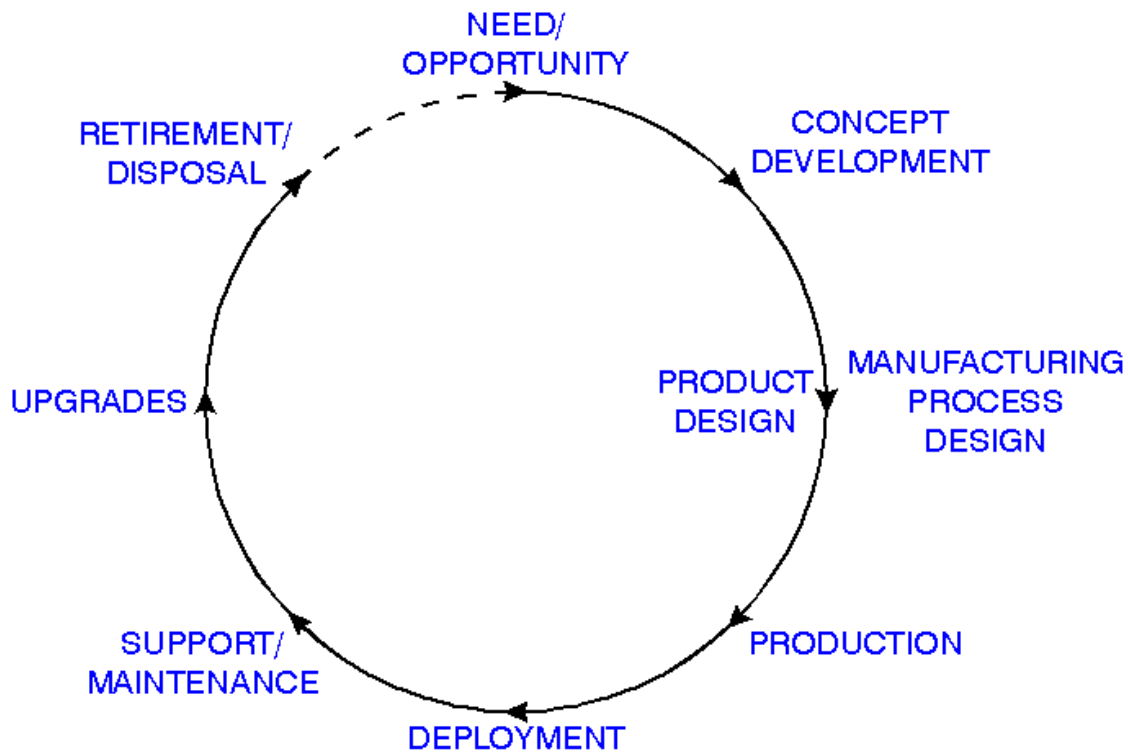 NEED/
OPPORTUNITY
CONCEPT
DEVELOPMENT
PRODUCT
DESIGN
MANUFACTURING
PROCESS
DESIGN
PRODUCTION
DEPLOYMENT
SUPPORT/
MAINTENANCE
UPGRADES
RETIREMENT/
DISPOSAL